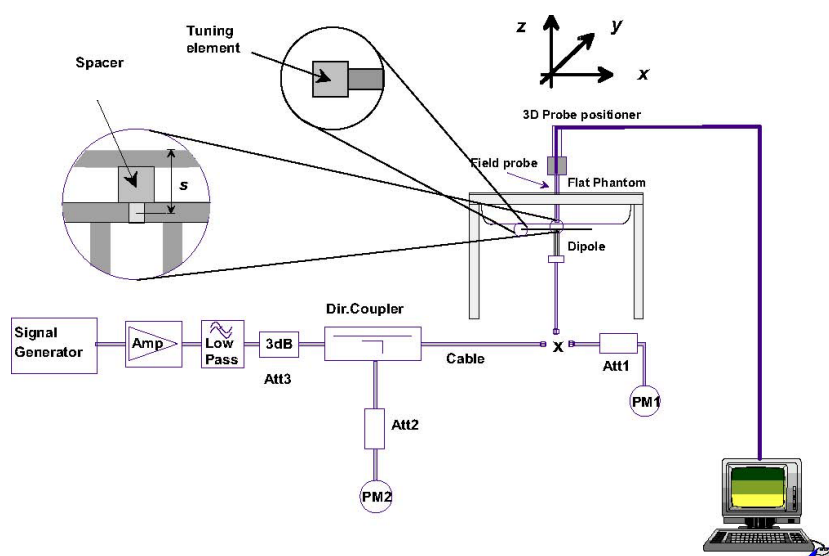 Tuning
element
Spacer
s
z
y
x
3D Probe positioner
Field probe
Flat Phantom
Dipole
Dir.Coupler
Signal
Generator
Amp
Low
Pass
3dB
Att3
Cable
x
Att1
PM1
Att2
PM2